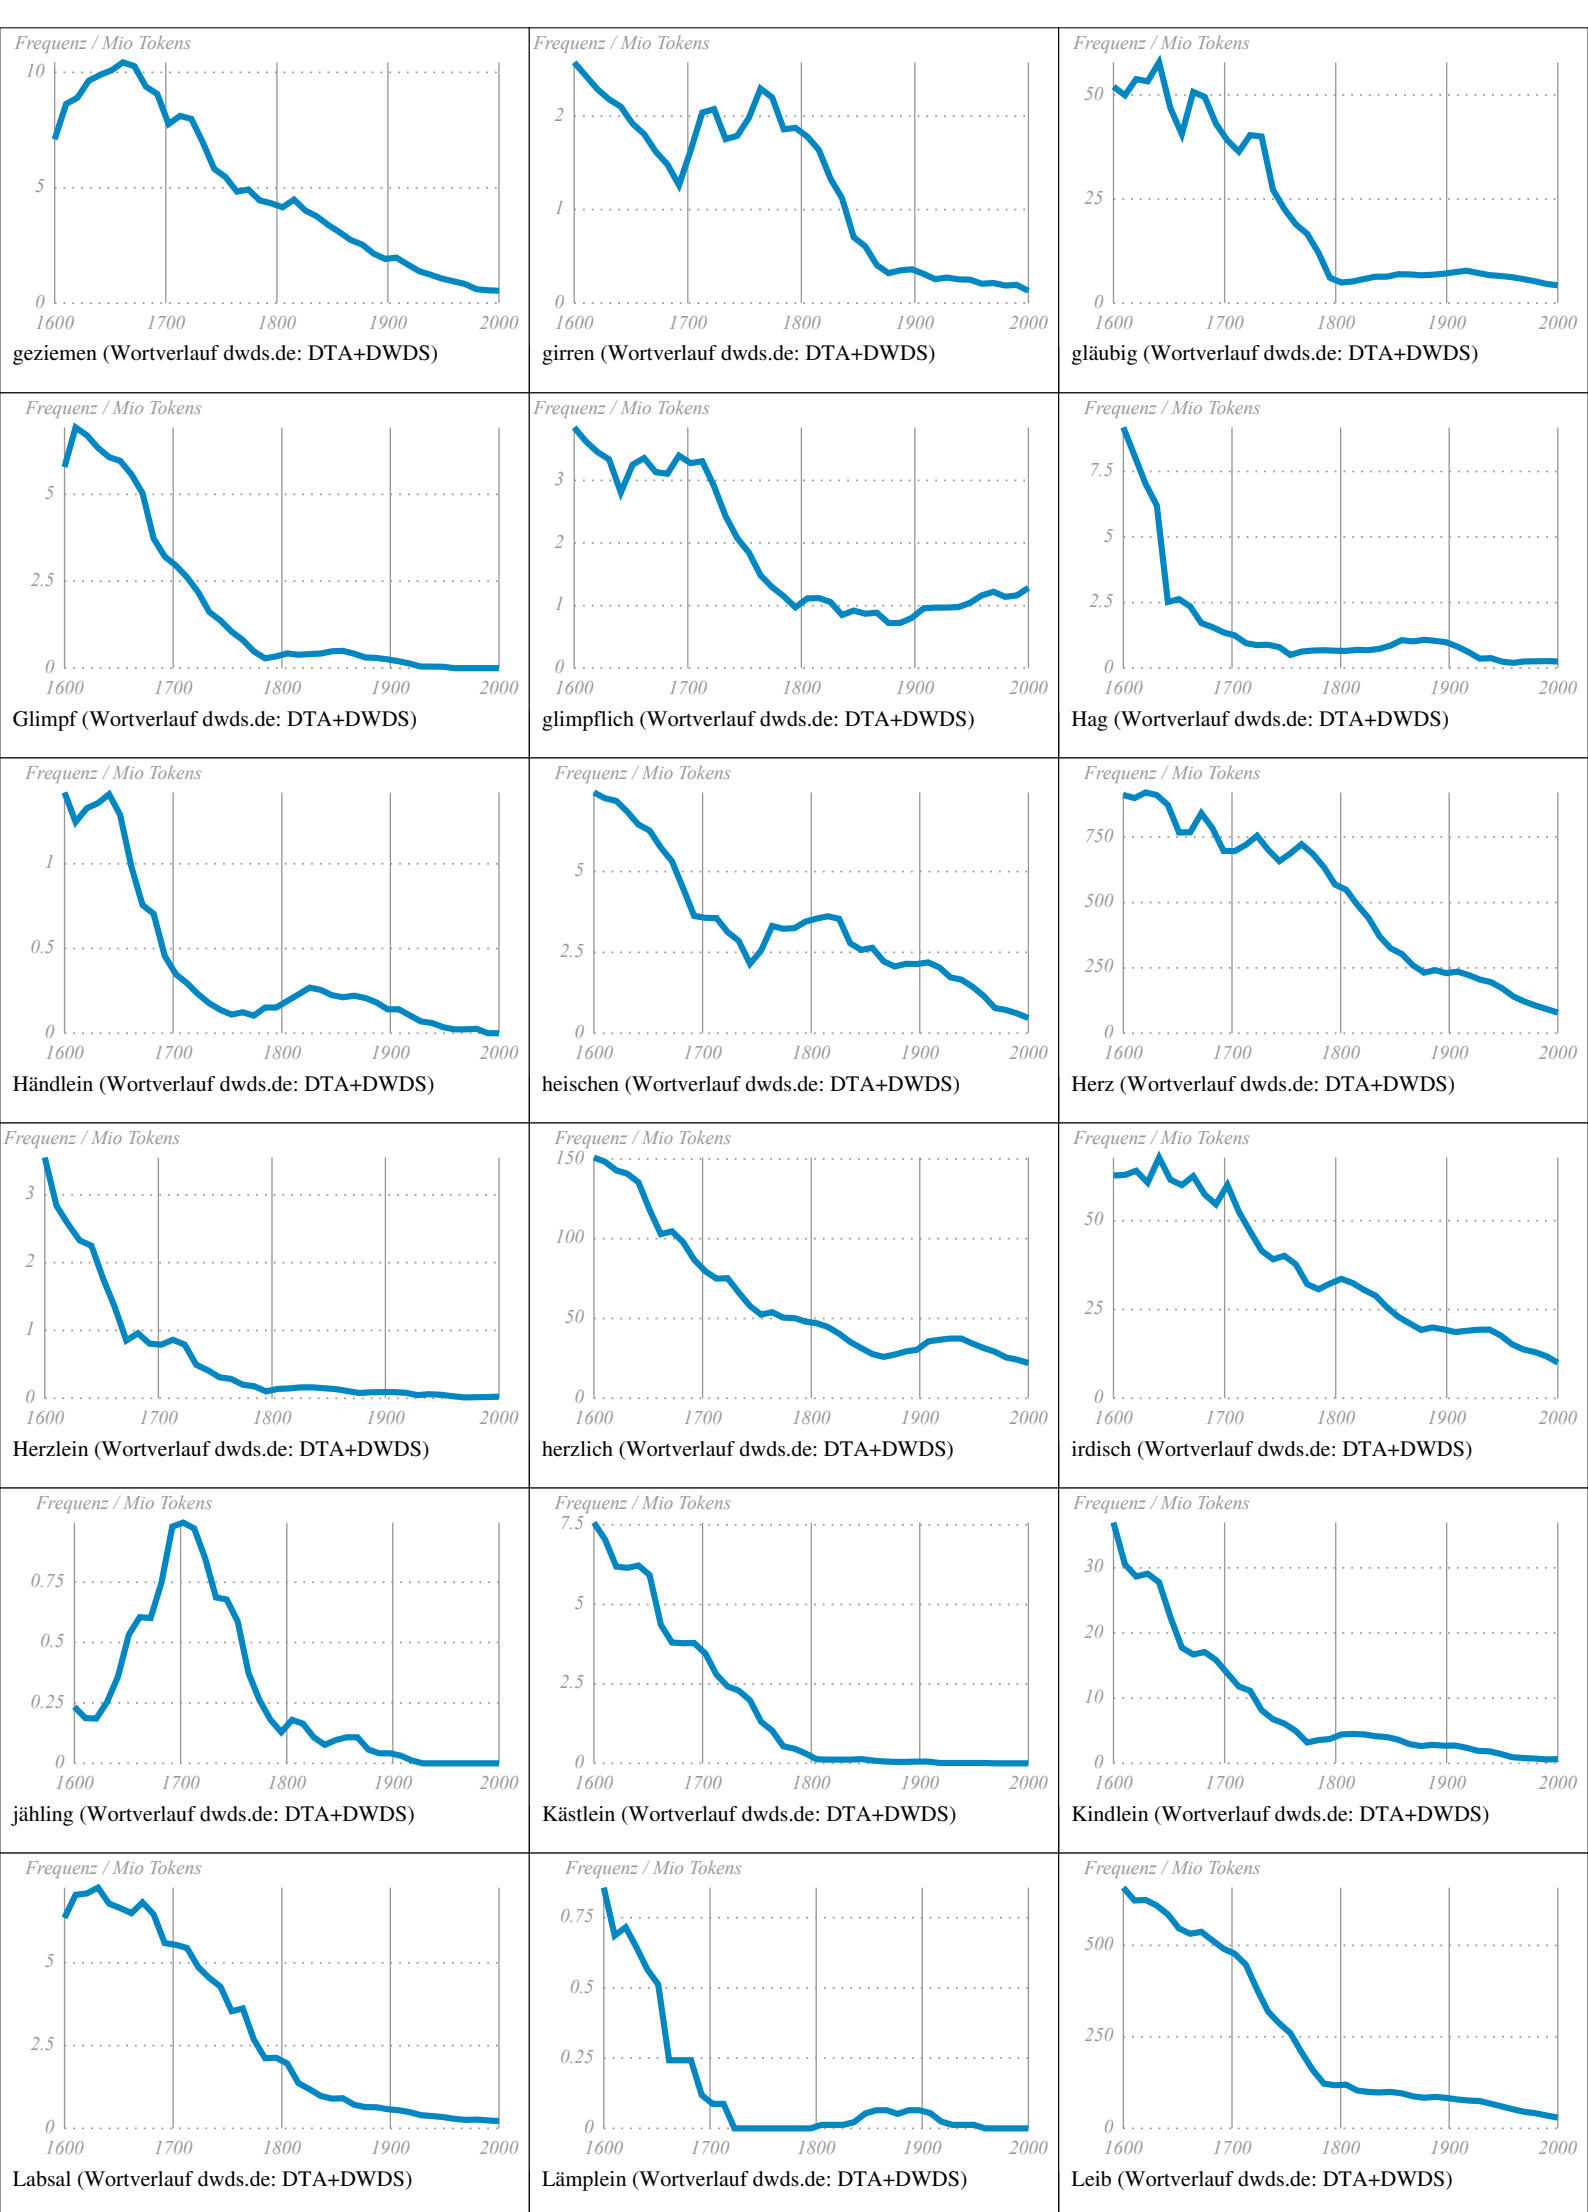 Frequenz / Mio Tokens
10
5
0
1600 1700 1800 1900 2000
geziemen (Wortverlauf dwds.de: DTA+DWDS)
Frequenz / Mio Tokens
2
1
0
1600 1700 1800 1900 2000
girren (Wortverlauf dwds.de: DTA+DWDS)
Frequenz / Mio Tokens
50
25
0
1600 1700 1800 1900 2000
gläubig (Wortverlauf dwds.de: DTA+DWDS)
Frequenz / Mio Tokens
5
2.5
0
1600 1700 1800 1900 2000
Glimpf (Wortverlauf dwds.de: DTA+DWDS)
Frequenz / Mio Tokens
3
2
1
0
1600 1700 1800 1900 2000
glimpflich (Wortverlauf dwds.de: DTA+DWDS)
Frequenz / Mio Tokens
7.5
5
2.5
0
1600 1700 1800 1900 2000
Hag (Wortverlauf dwds.de: DTA+DWDS)
Frequenz / Mio Tokens
1
0.5
0
1600 1700 1800 1900 2000
Händlein (Wortverlauf dwds.de: DTA+DWDS)
Frequenz / Mio Tokens
5
2.5
0
1600 1700 1800 1900 2000
heischen (Wortverlauf dwds.de: DTA+DWDS)
Frequenz / Mio Tokens
750
500
250
0
1600 1700 1800 1900 2000
Herz (Wortverlauf dwds.de: DTA+DWDS)
Frequenz / Mio Tokens
3
2
1
0
1600 1700 1800 1900 2000
Herzlein (Wortverlauf dwds.de: DTA+DWDS)
Frequenz / Mio Tokens
150
100
50
0
1600 1700 1800 1900 2000
herzlich (Wortverlauf dwds.de: DTA+DWDS)
Frequenz / Mio Tokens
50
25
0
1600 1700 1800 1900 2000
irdisch (Wortverlauf dwds.de: DTA+DWDS)
Frequenz / Mio Tokens
0.75
0.5
0.25
0
1600 1700 1800 1900 2000
jähling (Wortverlauf dwds.de: DTA+DWDS)
Frequenz / Mio Tokens
7.5
5
2.5
0
1600 1700 1800 1900 2000
Kästlein (Wortverlauf dwds.de: DTA+DWDS)
Frequenz / Mio Tokens
30
20
10
0
1600 1700 1800 1900 2000
Kindlein (Wortverlauf dwds.de: DTA+DWDS)
Frequenz / Mio Tokens
5
2.5
0
1600 1700 1800 1900 2000
Labsal (Wortverlauf dwds.de: DTA+DWDS)
Frequenz / Mio Tokens
0.75
0.5
0.25
0
1600 1700 1800 1900 2000
Lämplein (Wortverlauf dwds.de: DTA+DWDS)
Frequenz / Mio Tokens
500
250
0
1600 1700 1800 1900 2000
Leib (Wortverlauf dwds.de: DTA+DWDS)